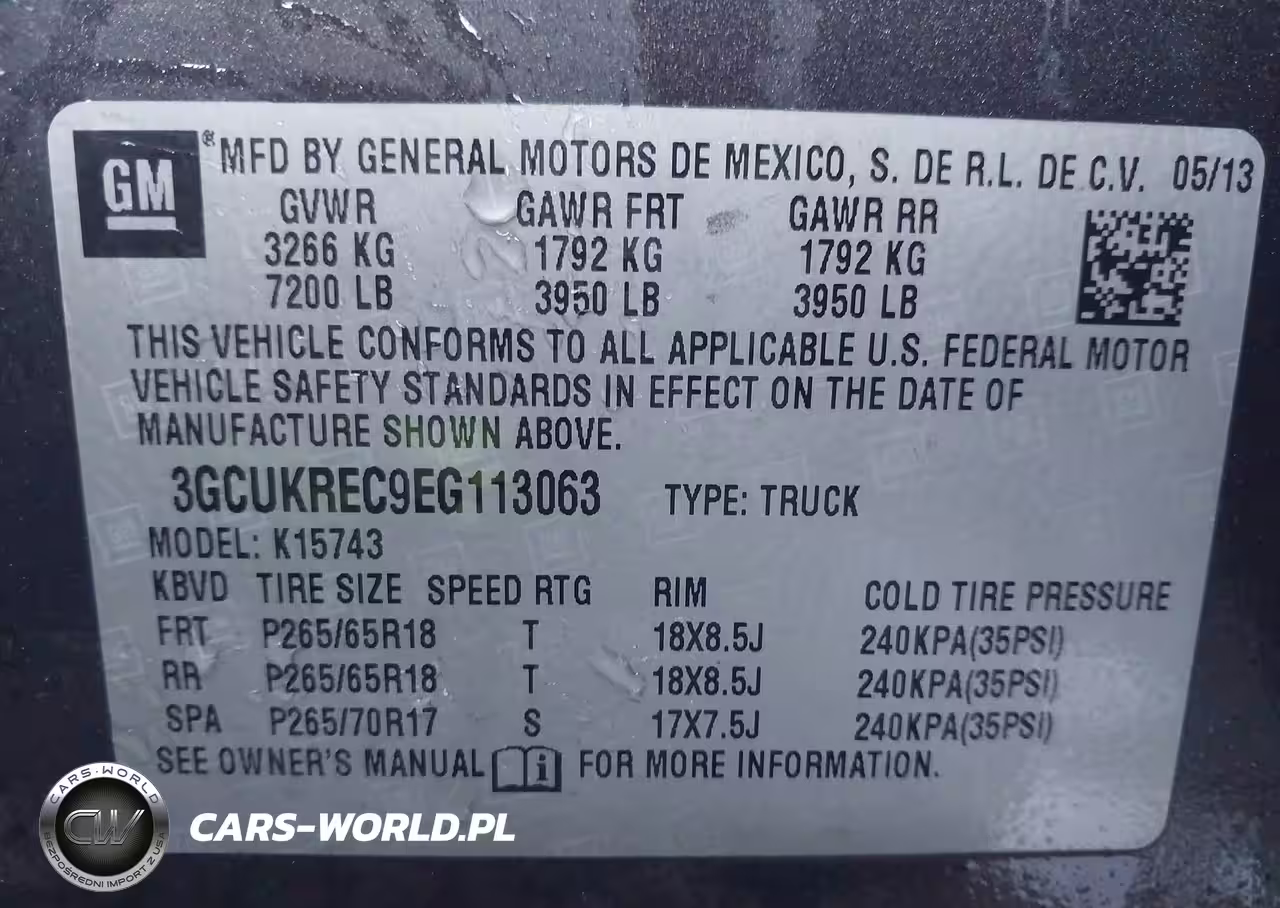 GM
® MFD BY GENERAL MOTORS DE MEXICO, S. DE R.L. DE C.V. 05/13
GVWR GAWR FRT GAWR RR
3266 KG 1792 KG 1792 KG
7200 LB 3950 LB 3950 LB
THIS VEHICLE CONFORMS TO ALL APPLICABLE U.S. FEDERAL MOTOR
VEHICLE SAFETY STANDARDS IN EFFECT ON THE DATE OF
MANUFACTURE SHOWN ABOVE.
3GCUKREC9EG113063 TYPE: TRUCK
MODEL: K15743
KBVD TIRE SIZE SPEED RTG RIM COLD TIRE PRESSURE
FRT P265/65R18 T 18X8.5J 240KPA(35PSI)
RR P265/65R18 T 18X8.5J 240KPA(35PSI)
SPA P265/70R17 S 17X7.5J 240KPA(35PSI)
SEE OWNER'S MANUAL i FOR MORE INFORMATION.
CARS-WORLD
CW
BEZPOŚREDNI IMPORT Z USA
CARS-WORLD.PL